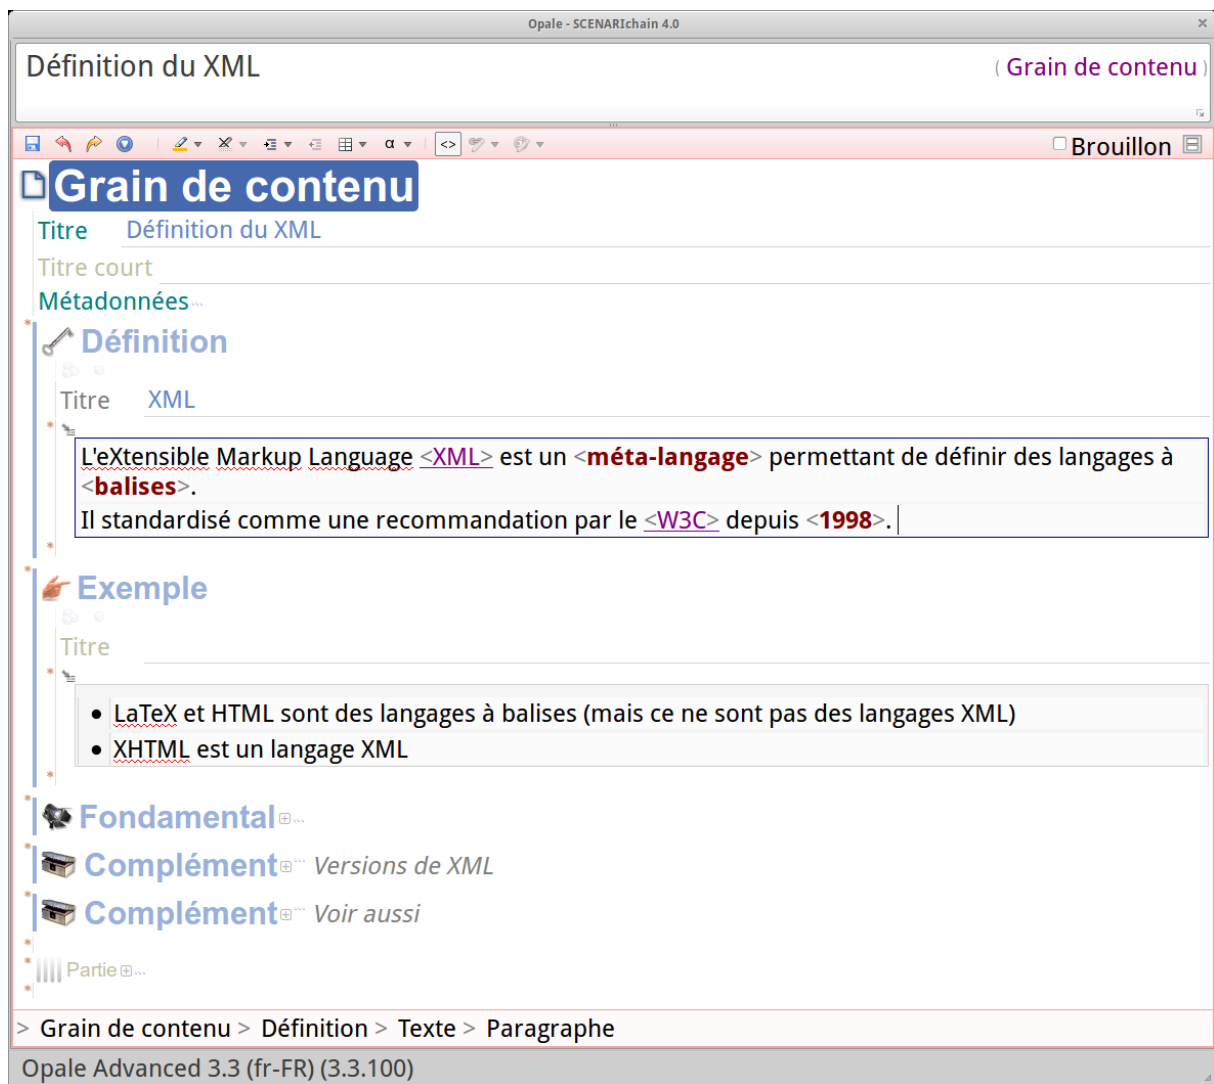 Opale - SCENARIchain 4.0
Définition du XML
( Grain de contenu )
α
<>
Brouillon
Grain de contenu
Titre Définition du XML
Titre court
Métadonnées
Définition
Titre XML
L'eXtensible Markup Language <XML> est un <méta-langage> permettant de définir des langages à
<balises>.
Il standardisé comme une recommandation par le <W3C> depuis <1998>.
Exemple
Titre
• LaTeX et HTML sont des langages à balises (mais ce ne sont pas des langages XML)
• XHTML est un langage XML
Fondamental
Complément Versions de XML
Complément Voir aussi
Partie
> Grain de contenu > Définition > Texte > Paragraphe
Opale Advanced 3.3 (fr-FR) (3.3.100)